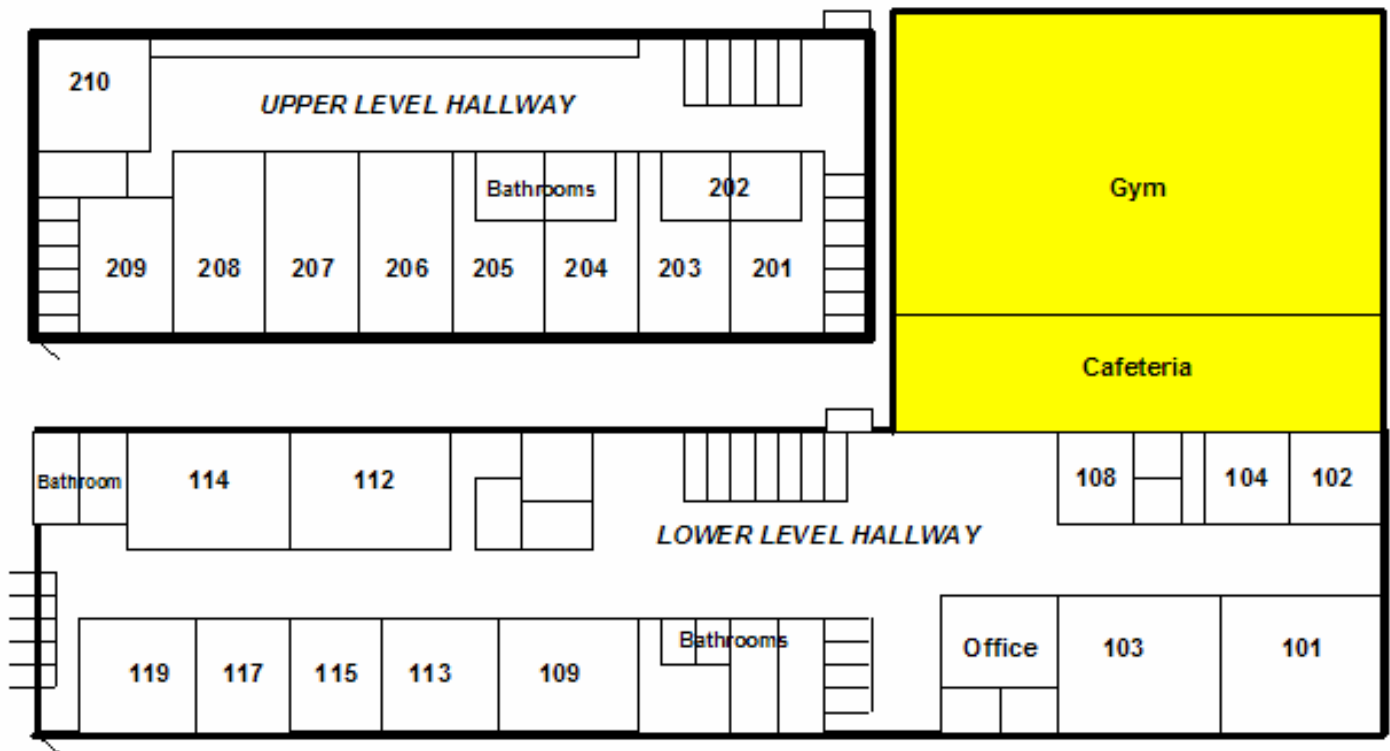 210
UPPER LEVEL HALLWAY
Bathrooms
202
Gym
209
208
207
206
205
204
203
201
Cafeteria
Bathroom
114
112
108
104
102
LOWER LEVEL HALLWAY
119
117
115
113
109
Bathrooms
Office
103
101